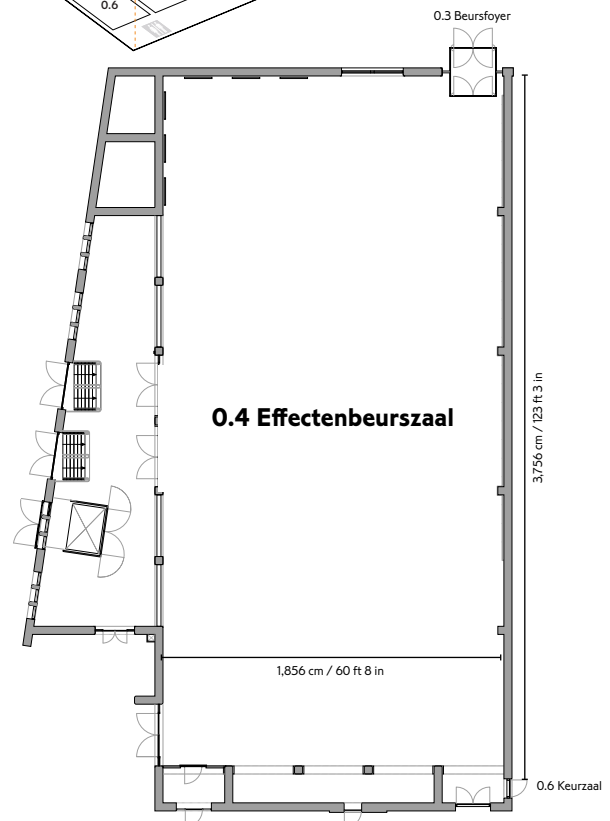 0.6
0.3 Beursfoyer
0.4 Effectenbeurszaal
3,756 cm / 123 ft 3 in
1,856 cm / 60 ft 8 in
0.6 Keurzaal